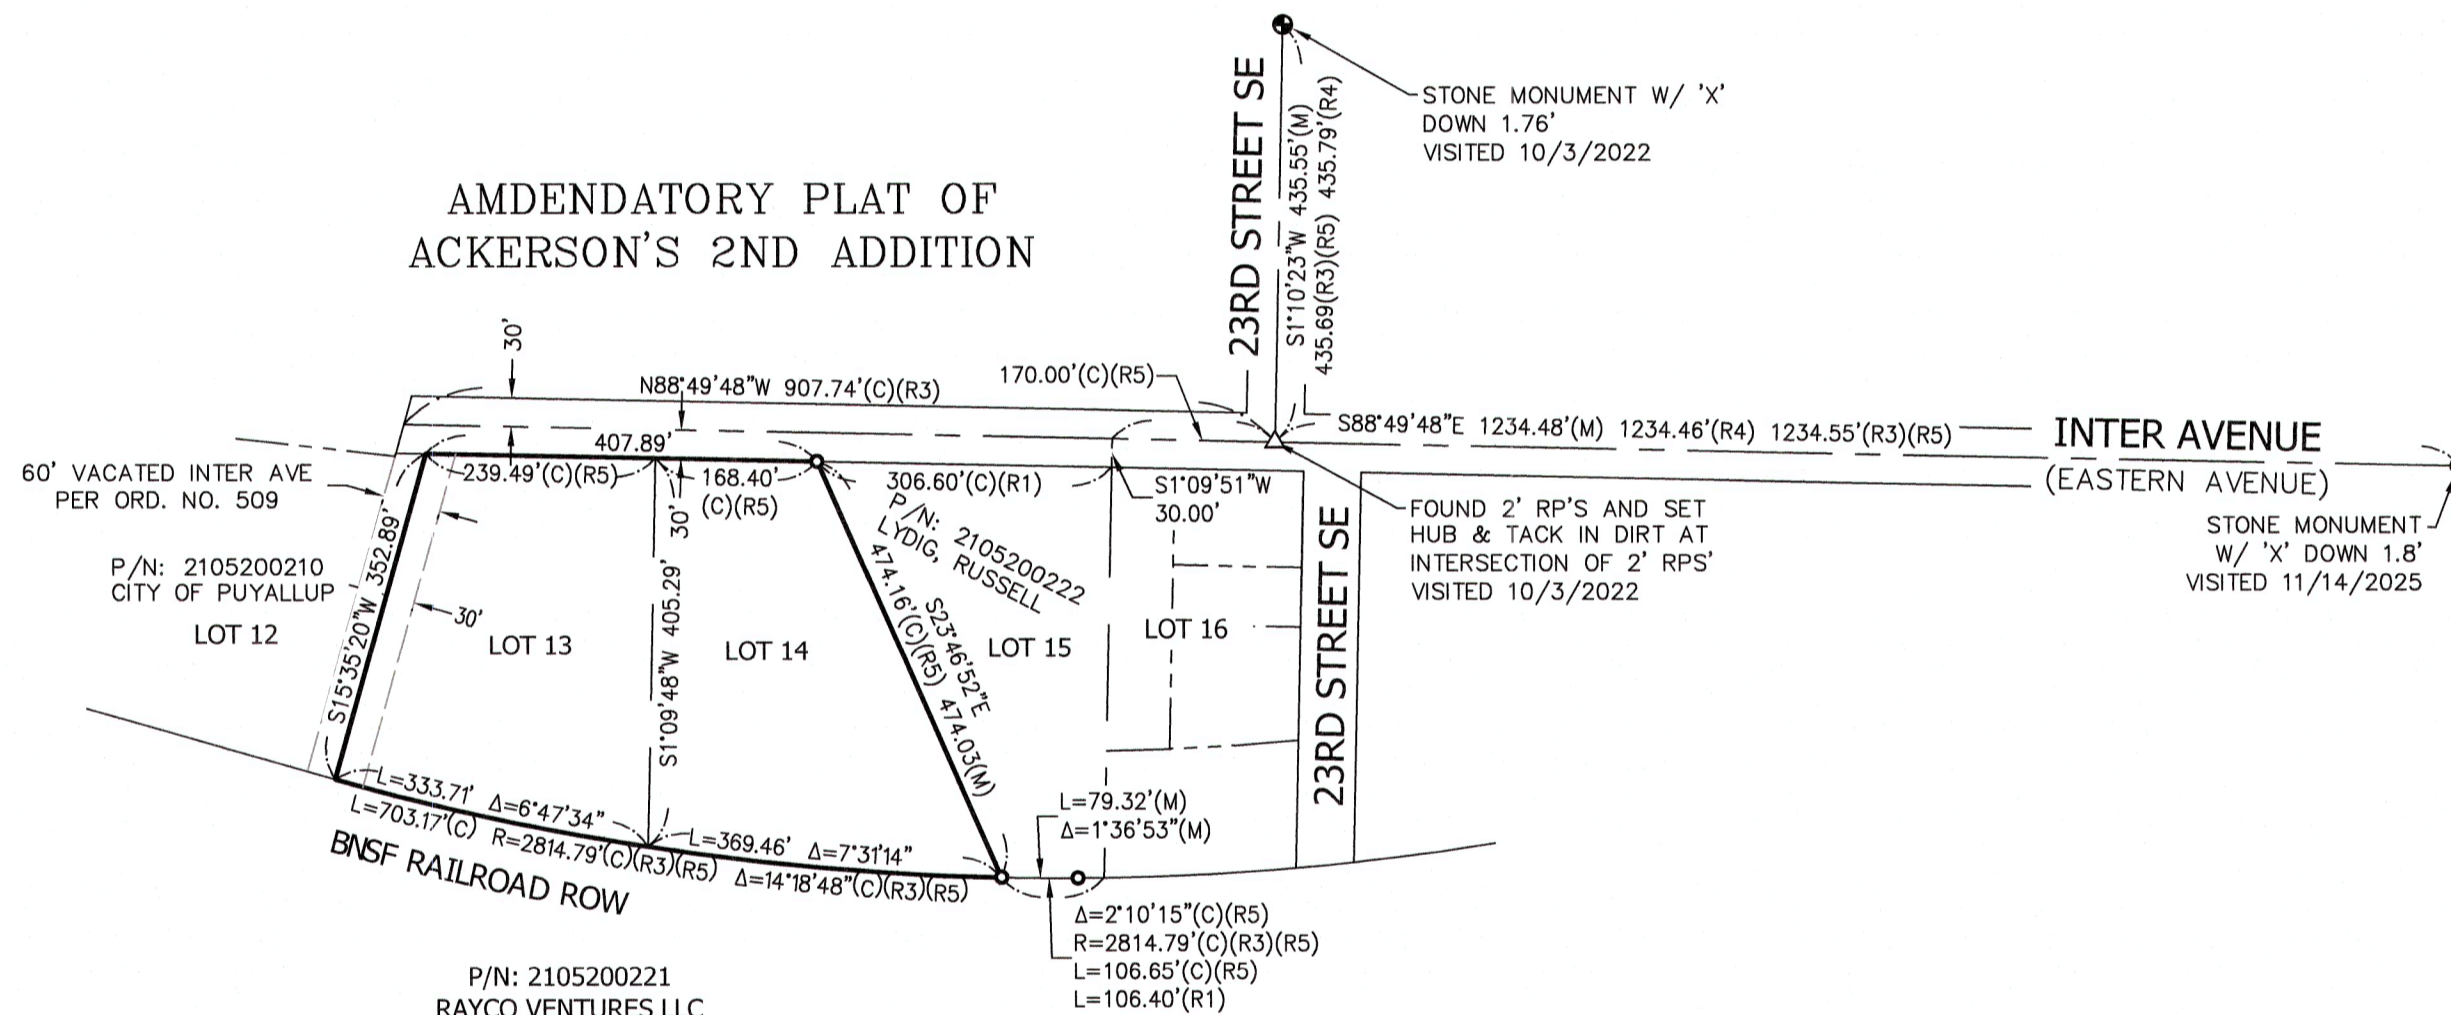 AMDENDATORY PLAT OF
ACKERSON'S 2ND ADDITION
23RD STREET SE
S1°10'23"W 435.55'(M)
435.69(R3)(R5) 435.79'(R4)
STONE MONUMENT W/ 'X'
DOWN 1.76'
VISITED 10/3/2022
30'
N88°49'48"W 907.74'(C)(R3)
170.00'(C)(R5)
S88°49'48"E 1234.48'(M) 1234.46'(R4) 1234.55'(R3)(R5)
INTER AVENUE
(EASTERN AVENUE)
STONE MONUMENT
W/ 'X' DOWN 1.8'
VISITED 11/14/2025
407.89'
239.49'(C)(R5)
168.40'
(C)(R5)
30'
306.60'(C)(R1)
S1°09'51"W
30.00'
FOUND 2' RP'S AND SET
HUB & TACK IN DIRT AT
INTERSECTION OF 2' RPS'
VISITED 10/3/2022
60' VACATED INTER AVE
PER ORD. NO. 509
P/N: 2105200210
CITY OF PUYALLUP
LOT 12
S15°35'20"W 352.89'
30'
LOT 13
S1°09'48"W 405.29'
LOT 14
P/N: 2105200222
LYDIG, RUSSELL
S23°46'52"E
474.16'(C)(R5) 474.03(M)
LOT 15
LOT 16
23RD STREET SE
L=333.71' Δ=6°47'34"
L=369.46' Δ=7°31'14"
L=703.17'(C) R=2814.79'(C)(R3)(R5) Δ=14°18'48"(C)(R3)(R5)
BNSF RAILROAD ROW
L=79.32'(M)
Δ=1°36'53"(M)
Δ=2°10'15"(C)(R5)
R=2814.79'(C)(R3)(R5)
L=106.65'(C)(R5)
L=106.40'(R1)
P/N: 2105200221
RAYCO VENTURES LLC